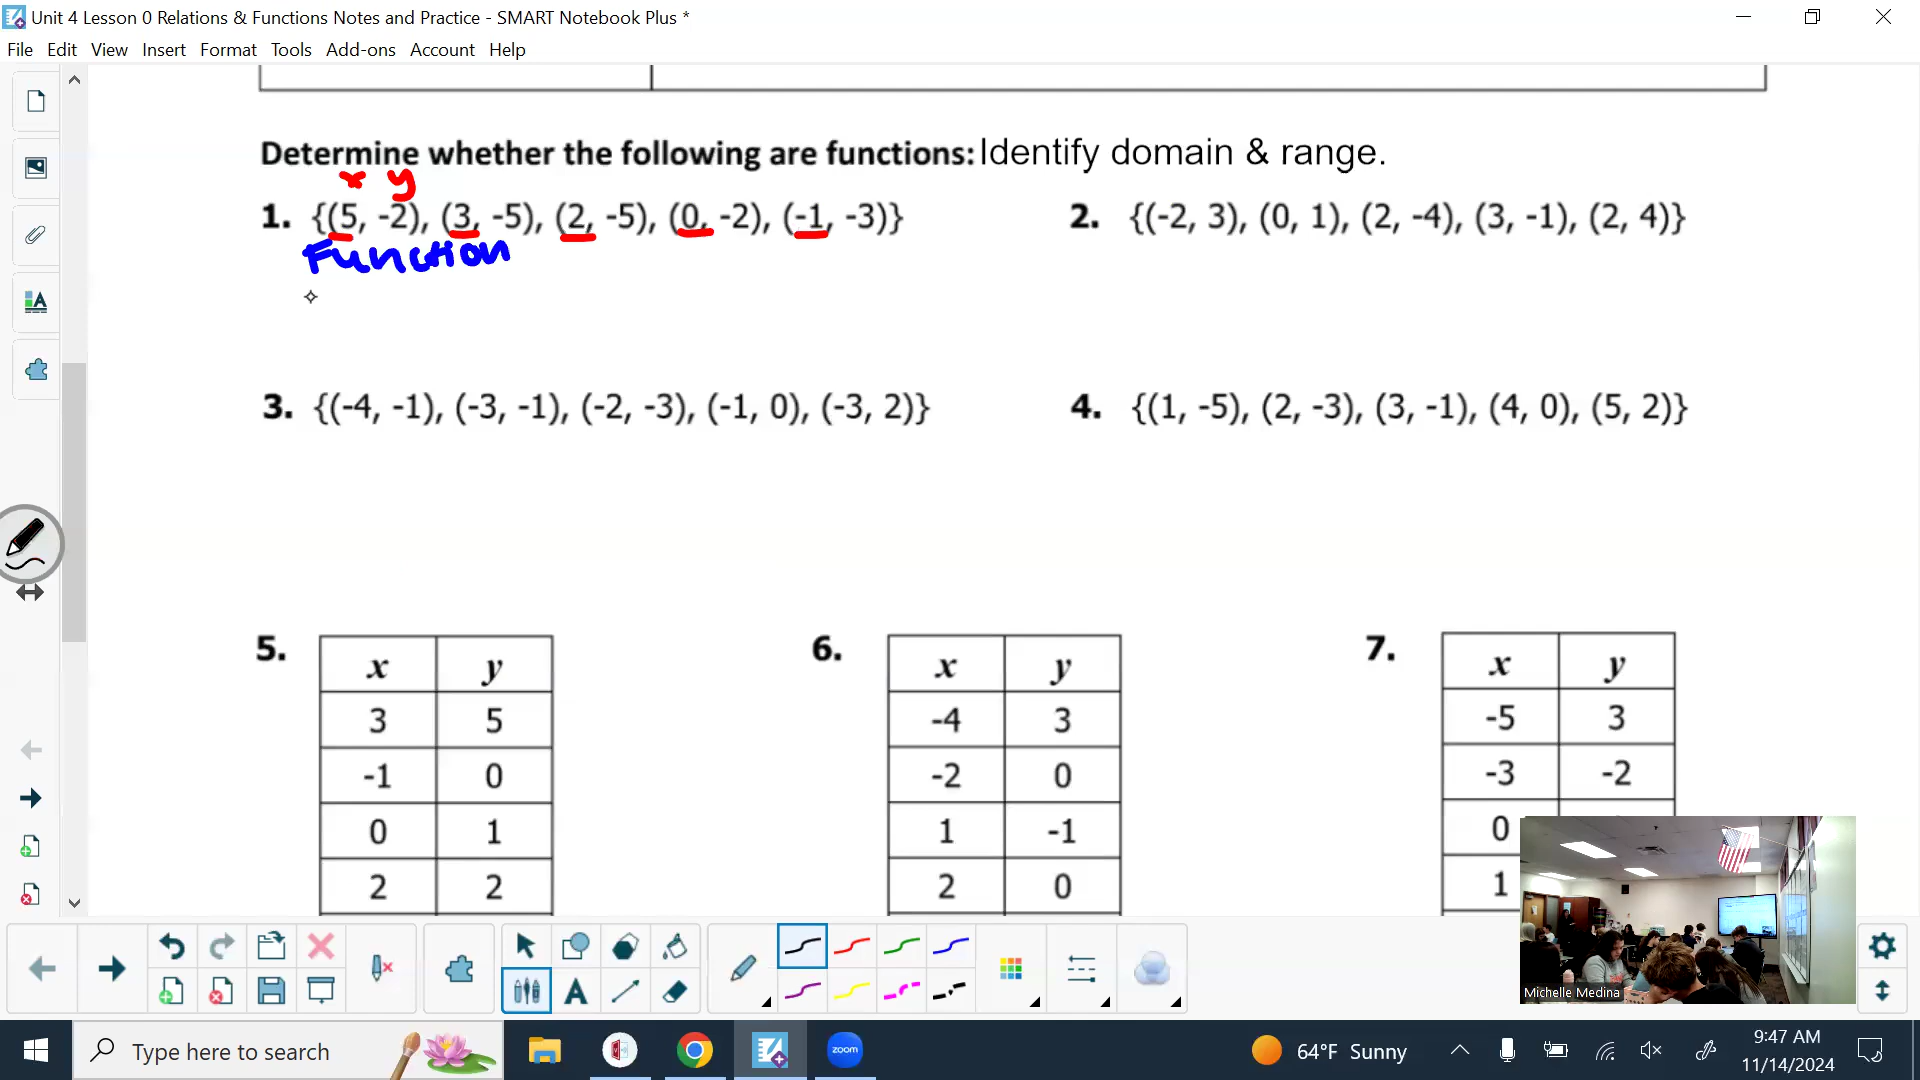 Unit 4 Lesson 0 Relations & Functions Notes and Practice - SMART Notebook Plus *
File Edit View Insert Format Tools Add-ons Account Help
Determine whether the following are functions: Identify domain & range.
x y
1. {(5, -2), (3, -5), (2, -5), (0, -2), (-1, -3)}
2. {(-2, 3), (0, 1), (2, -4), (3, -1), (2, 4)}
Function
3. {(-4, -1), (-3, -1), (-2, -3), (-1, 0), (-3, 2)}
4. {(1, -5), (2, -3), (3, -1), (4, 0), (5, 2)}
5.
x y
3 5
-1 0
0 1
2 2
6.
x y
-4 3
-2 0
1 -1
2 0
7.
x y
-5 3
-3 -2
0
1
Michelle Medina
Type here to search
zoom
64°F Sunny
9:47 AM
11/14/2024